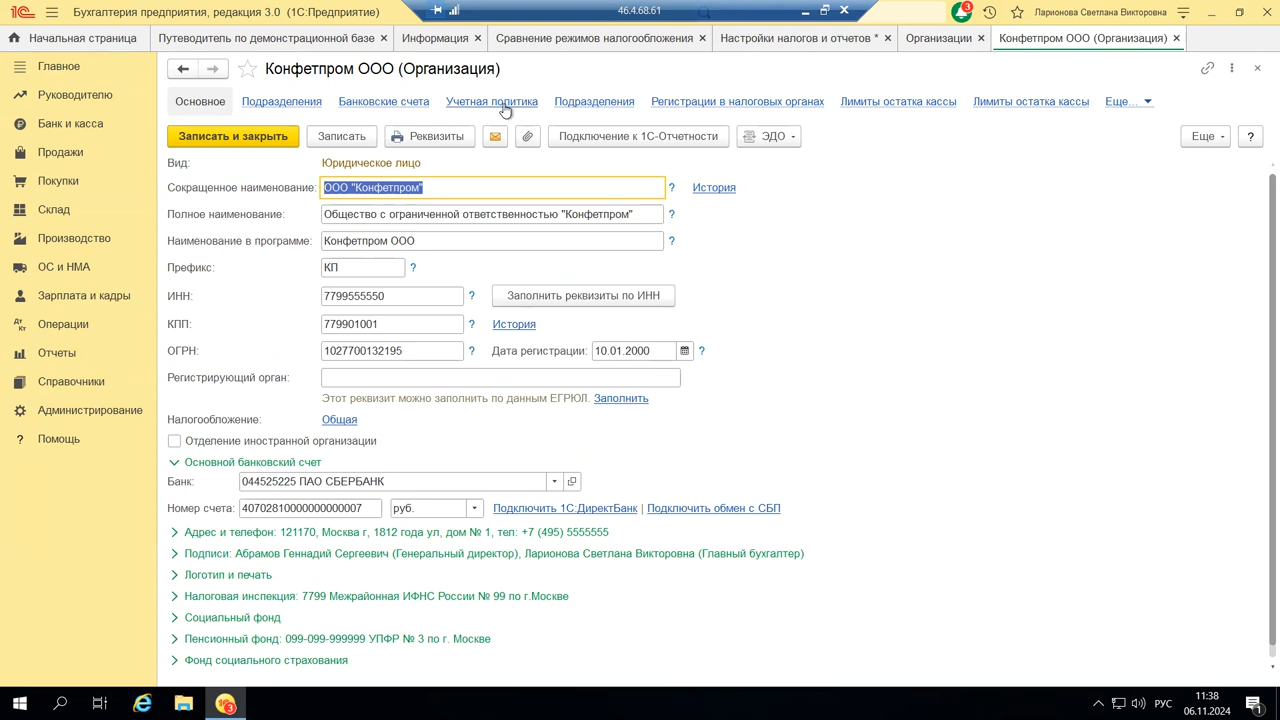 Бухгалтерия предприятия, редакция 3.0 (1С:Предприятие)
46.4.68.61
3
Ларионова Светлана Викторовна
Начальная страница
Путеводитель по демонстрационной базе
Информация
Сравнение режимов налогообложения
Настройки налогов и отчетов *
Организации
Конфетпром ООО (Организация)
Главное
Руководителю
Банк и касса
Продажи
Покупки
Склад
Производство
ОС и НМА
Зарплата и кадры
Операции
Отчеты
Справочники
Администрирование
? Помощь
Конфетпром ООО (Организация)
Основное Подразделения Банковские счета Учетная политика Подразделения Регистрации в налоговых органах Лимиты остатка кассы Лимиты остатка кассы Еще...
Записать и закрыть Записать Реквизиты Подключение к 1С-Отчетности ЭДО Еще ?
Вид: Юридическое лицо
Сокращенное наименование: ООО "Конфетпром" ? История
Полное наименование: Общество с ограниченной ответственностью "Конфетпром" ?
Наименование в программе: Конфетпром ООО ?
Префикс: КП ?
ИНН: 7799555550 ? Заполнить реквизиты по ИНН
КПП: 779901001 ? История
ОГРН: 1027700132195 ? Дата регистрации: 10.01.2000 ?
Регистрирующий орган:
Этот реквизит можно заполнить по данным ЕГРЮЛ. Заполнить
Налогообложение: Общая
Отделение иностранной организации
Основной банковский счет
Банк: 044525225 ПАО СБЕРБАНК
Номер счета: 40702810000000000007 руб. Подключить 1С:ДиректБанк | Подключить обмен с СБП
Адрес и телефон: 121170, Москва г, 1812 года ул, дом № 1, тел: +7 (495) 5555555
Подписи: Абрамов Геннадий Сергеевич (Генеральный директор), Ларионова Светлана Викторовна (Главный бухгалтер)
Логотип и печать
Налоговая инспекция: 7799 Межрайонная ИФНС России № 99 по г.Москве
Социальный фонд
Пенсионный фонд: 099-099-999999 УПФР № 3 по г. Москве
Фонд социального страхования
3
РУС
11:38
06.11.2024
1